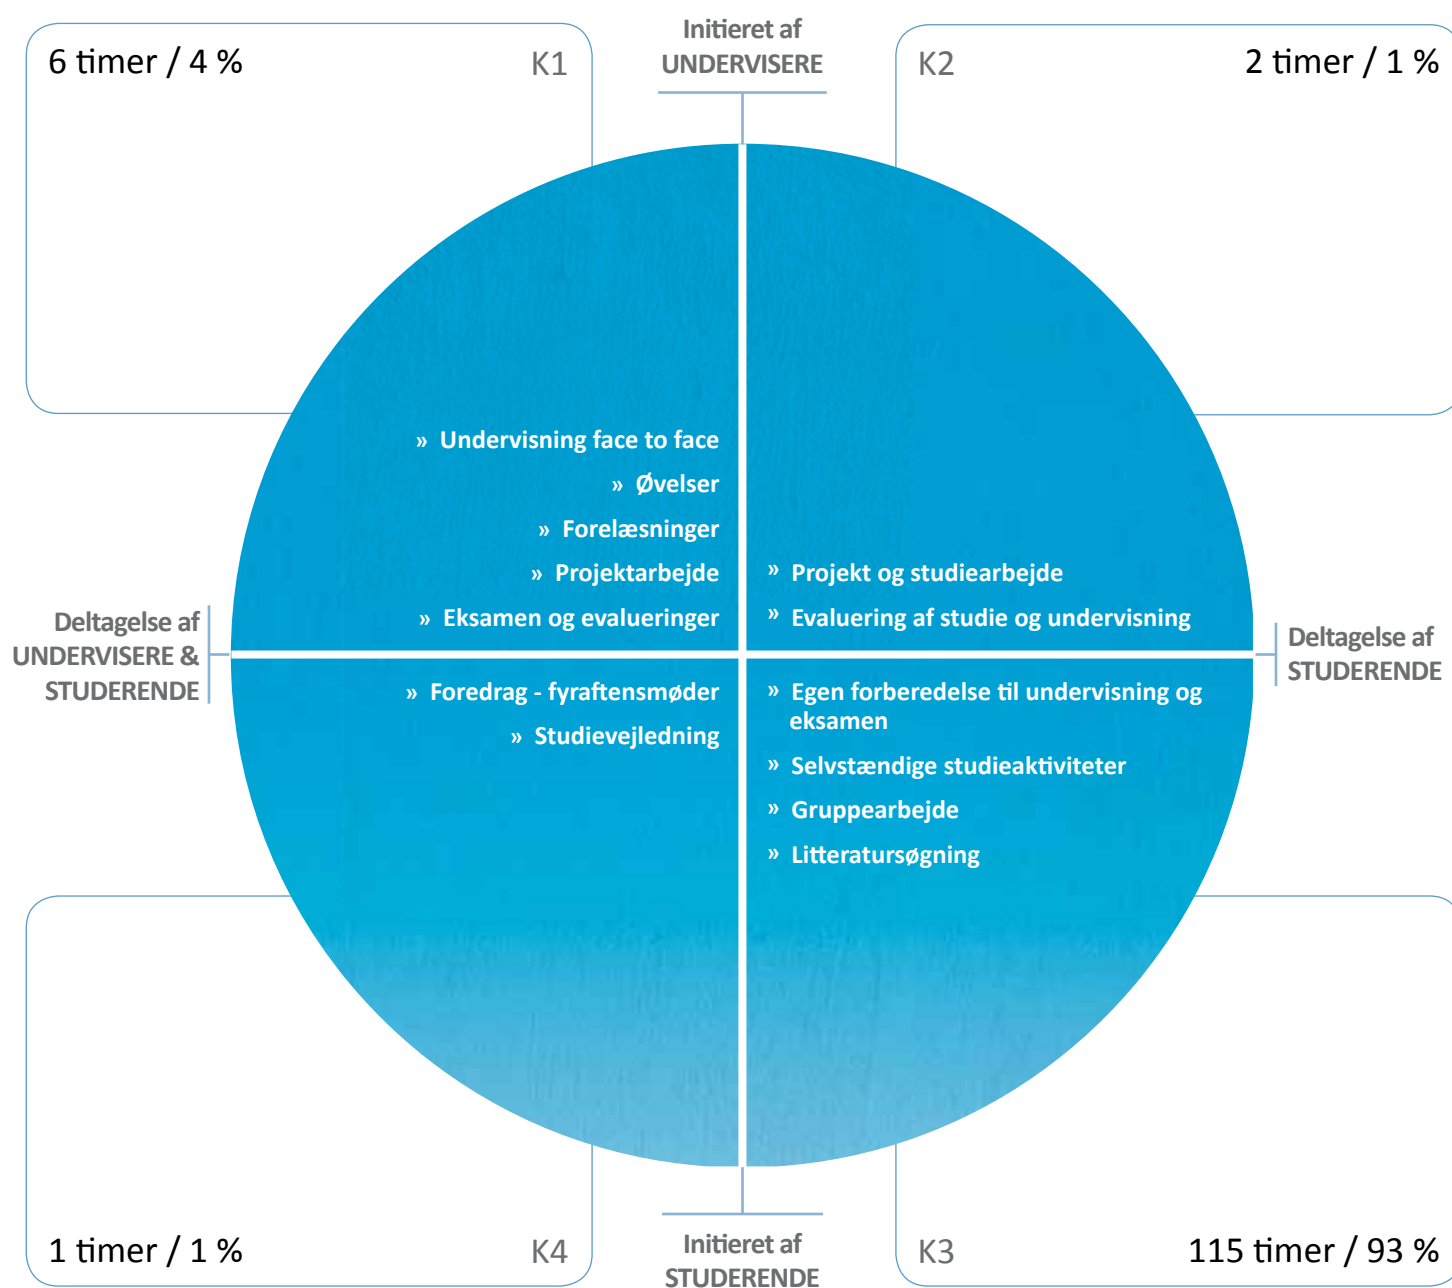 6 timer / 4 %
K1
Initieret af
UNDERVISERE
K2
2 timer / 1 %
» Undervisning face to face
» Øvelser
» Forelæsninger
» Projektarbejde
» Eksamen og evalueringer
» Projekt og studiearbejde
» Evaluering af studie og undervisning
Deltagelse af
UNDERVISERE &
STUDERENDE
Deltagelse af
STUDERENDE
» Foredrag - fyraftensmøder
» Studievejledning
» Egen forberedelse til undervisning og
eksamen
» Selvstændige studieaktiviteter
» Gruppearbejde
» Litteratursøgning
1 timer / 1 %
K4
Initieret af
STUDERENDE
K3
115 timer / 93 %